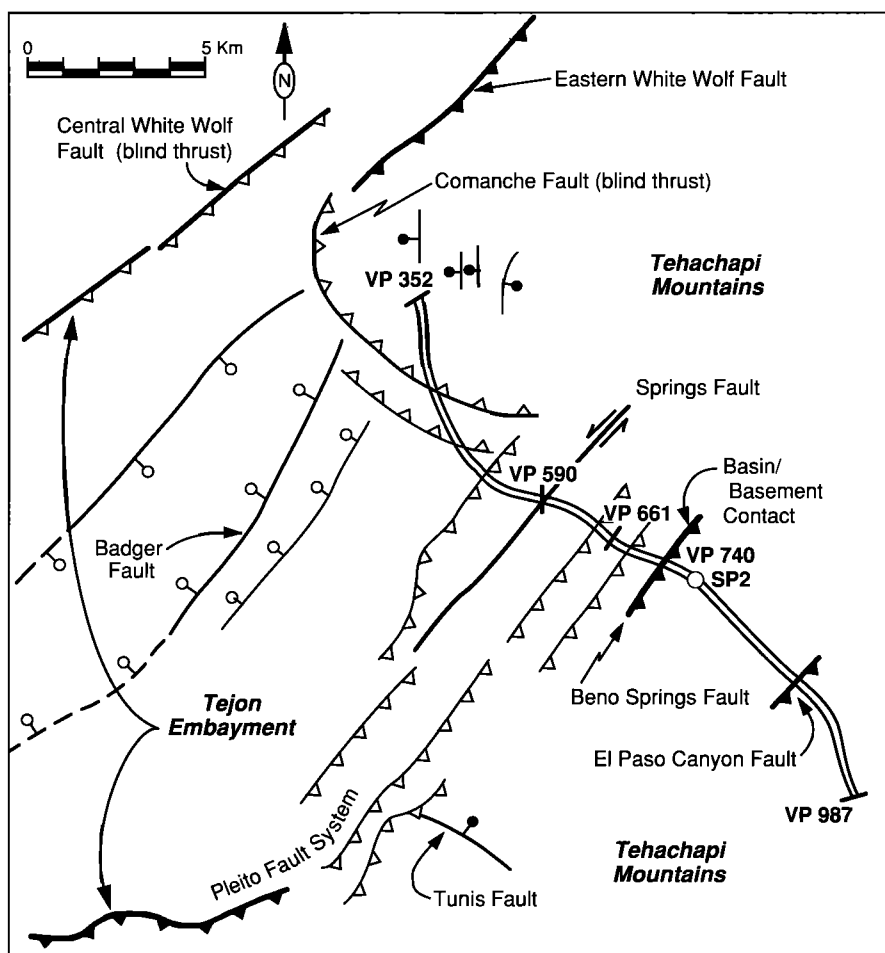 0
5 Km
N
Eastern White Wolf Fault
Central White Wolf
Fault (blind thrust)
Comanche Fault (blind thrust)
VP 352
Tehachapi
Mountains
Springs Fault
VP 590
Basin/
Basement
Contact
VP 661
VP 740
SP2
Badger
Fault
Beno Springs Fault
Tejon
Embayment
El Paso Canyon Fault
VP 987
Pleito Fault System
Tunis Fault
Tehachapi
Mountains